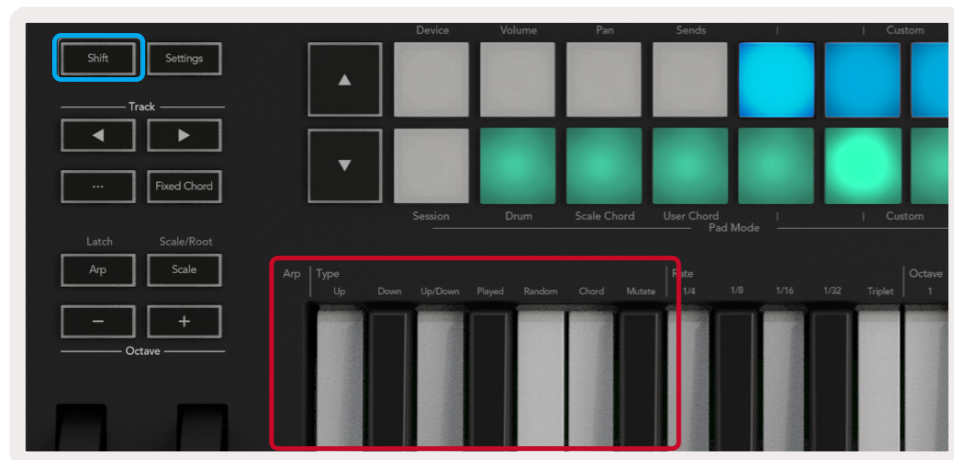 Device Volume Pan Sends Custom
Shift Settings
Track
... Fixed Chord
Session Drum Scale Chord User Chord Custom
Pad Mode
Latch Scale/Root
Arp Scale
Arp Type Rate Octave
Up Down Up/Down Played Random Chord Mutate 1/4 1/8 1/16 1/32 Triplet 1
− +
Octave